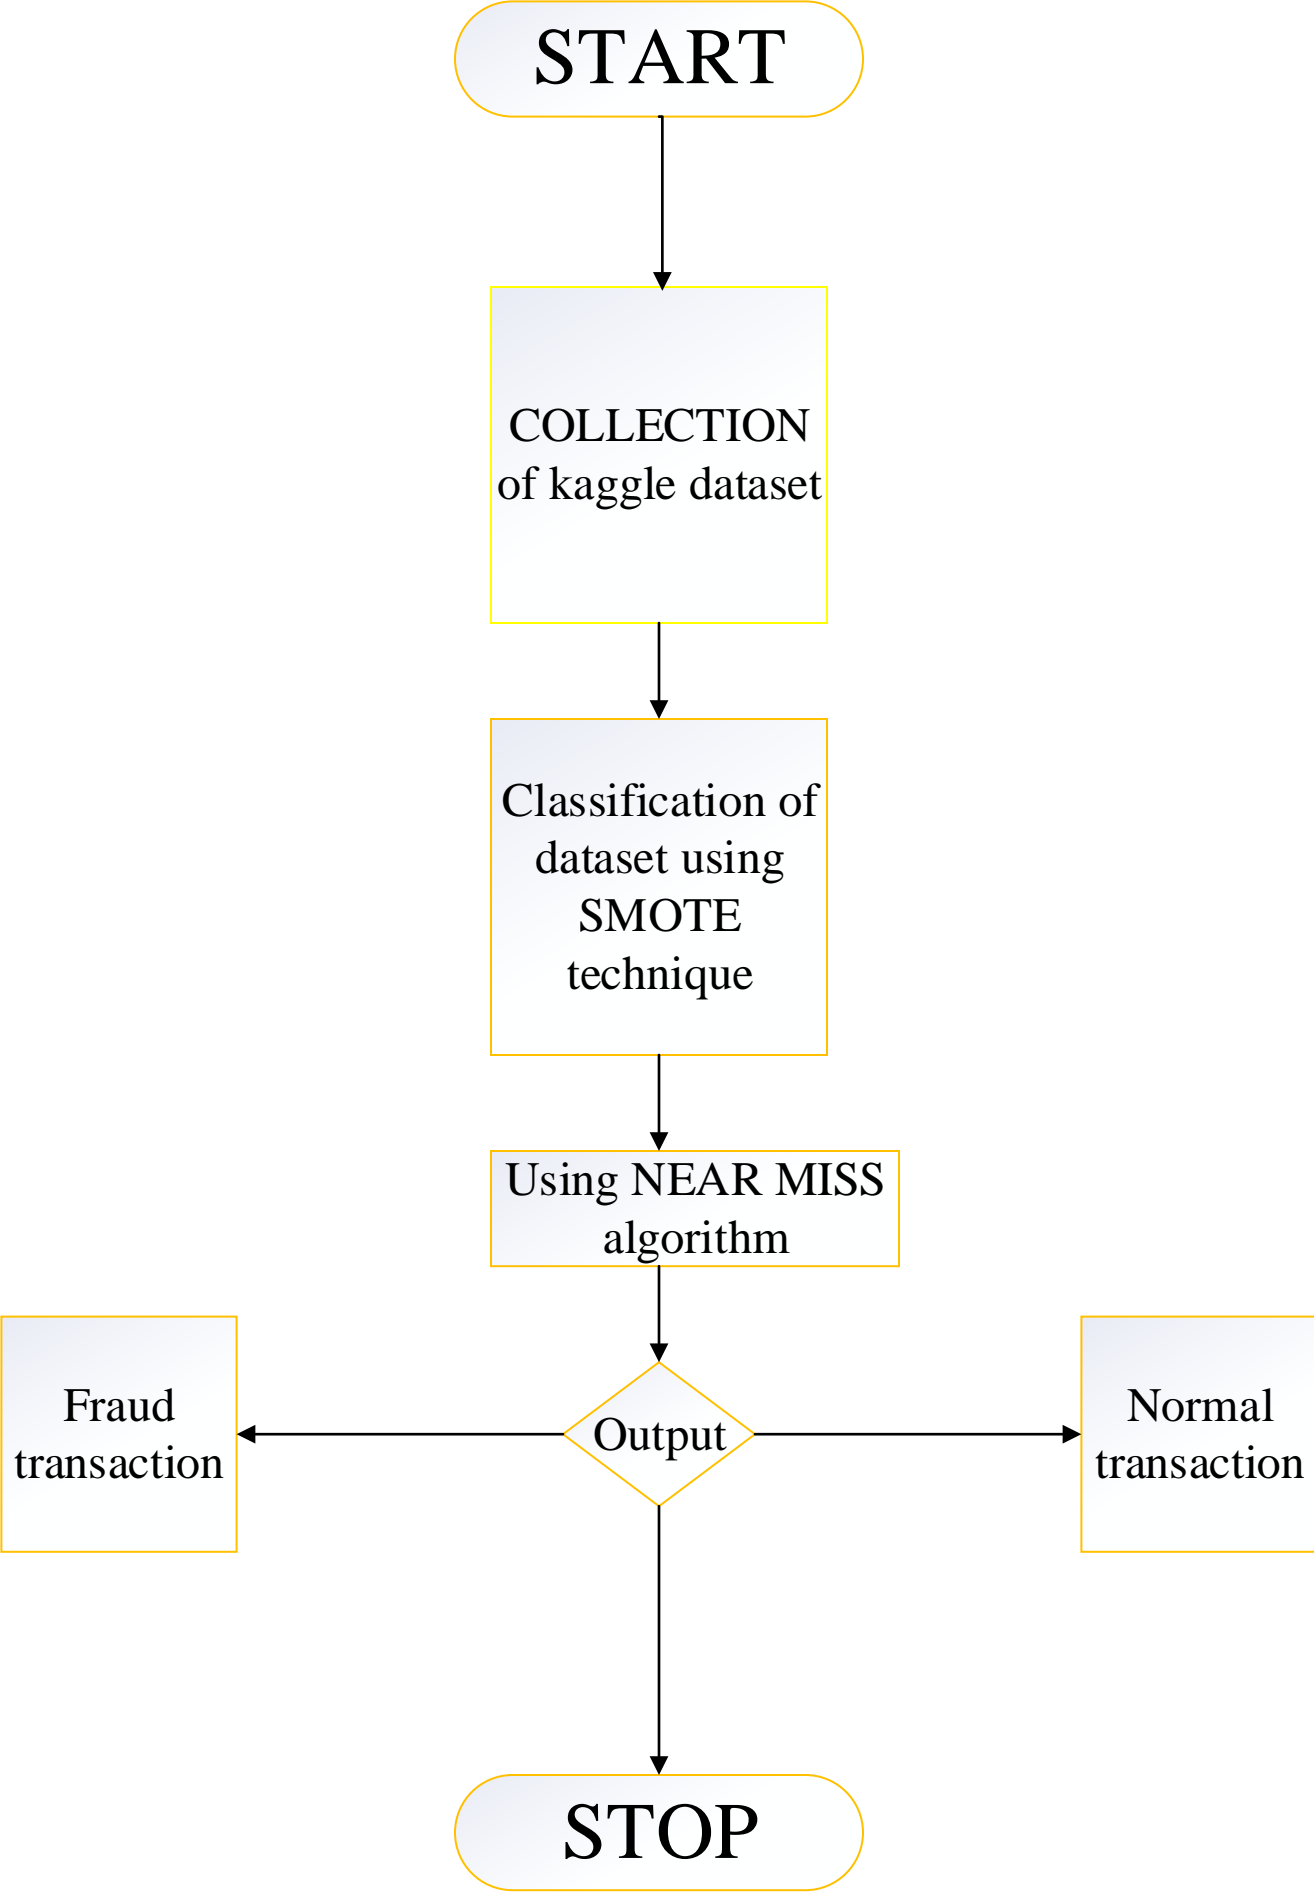 START
COLLECTION
of kaggle dataset
Classification of
dataset using
SMOTE
technique
Using NEAR MISS
algorithm
Fraud
transaction
Output
Normal
transaction
STOP